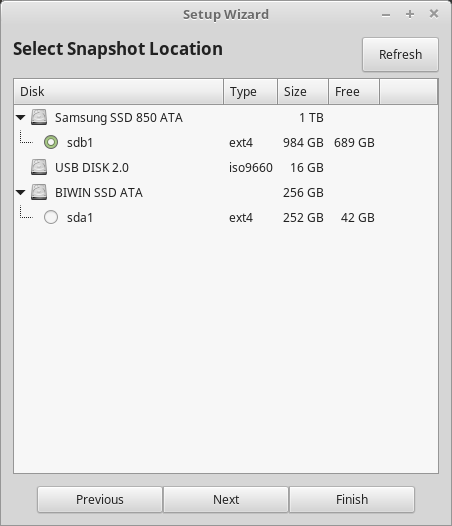 Setup Wizard
Select Snapshot Location
Refresh
Disk Type Size Free
Samsung SSD 850 ATA 1 TB
sdb1 ext4 984 GB 689 GB
USB DISK 2.0 iso9660 16 GB
BIWIN SSD ATA 256 GB
sda1 ext4 252 GB 42 GB
Previous Next Finish